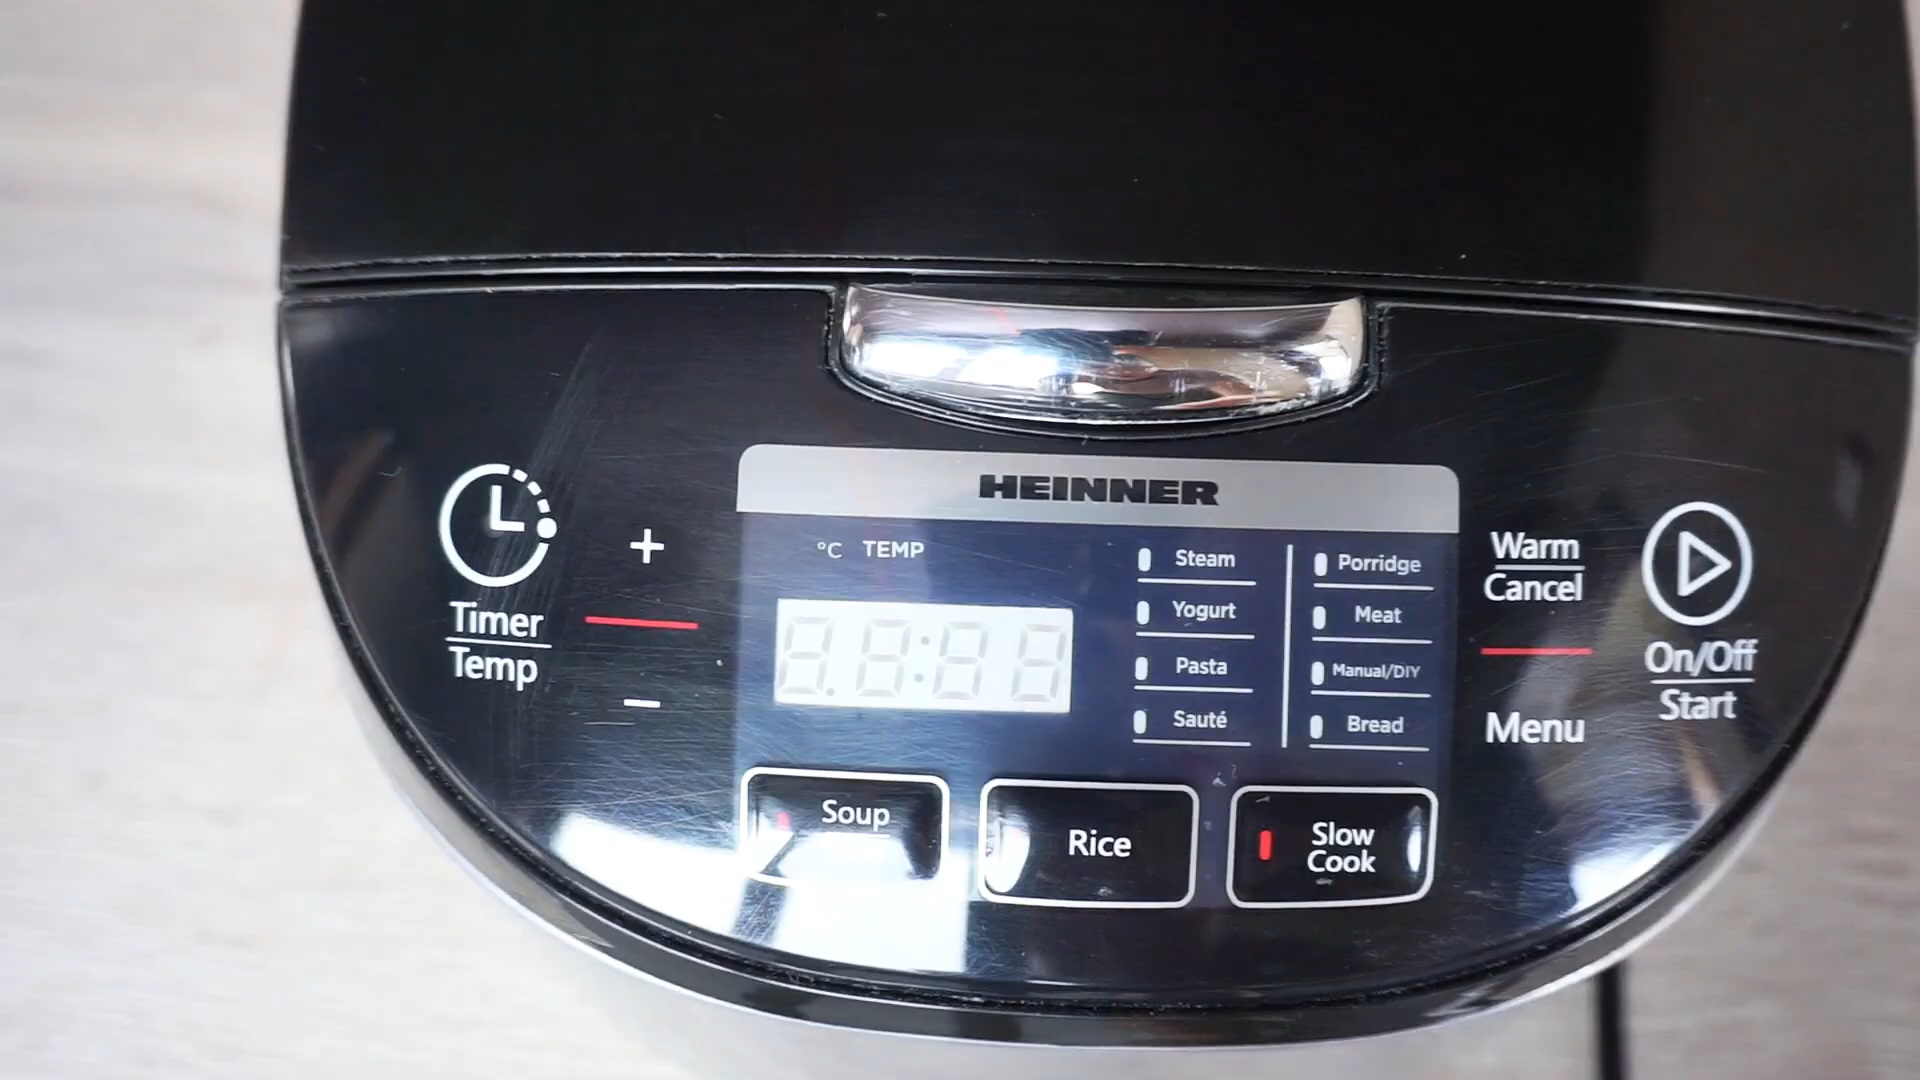 HEINNER
Timer
Temp
+
−
°C TEMP
Steam
Yogurt
Pasta
Sauté
Porridge
Meat
Manual/DIY
Bread
Warm
Cancel
Menu
On/Off
Start
Soup
Rice
Slow
Cook